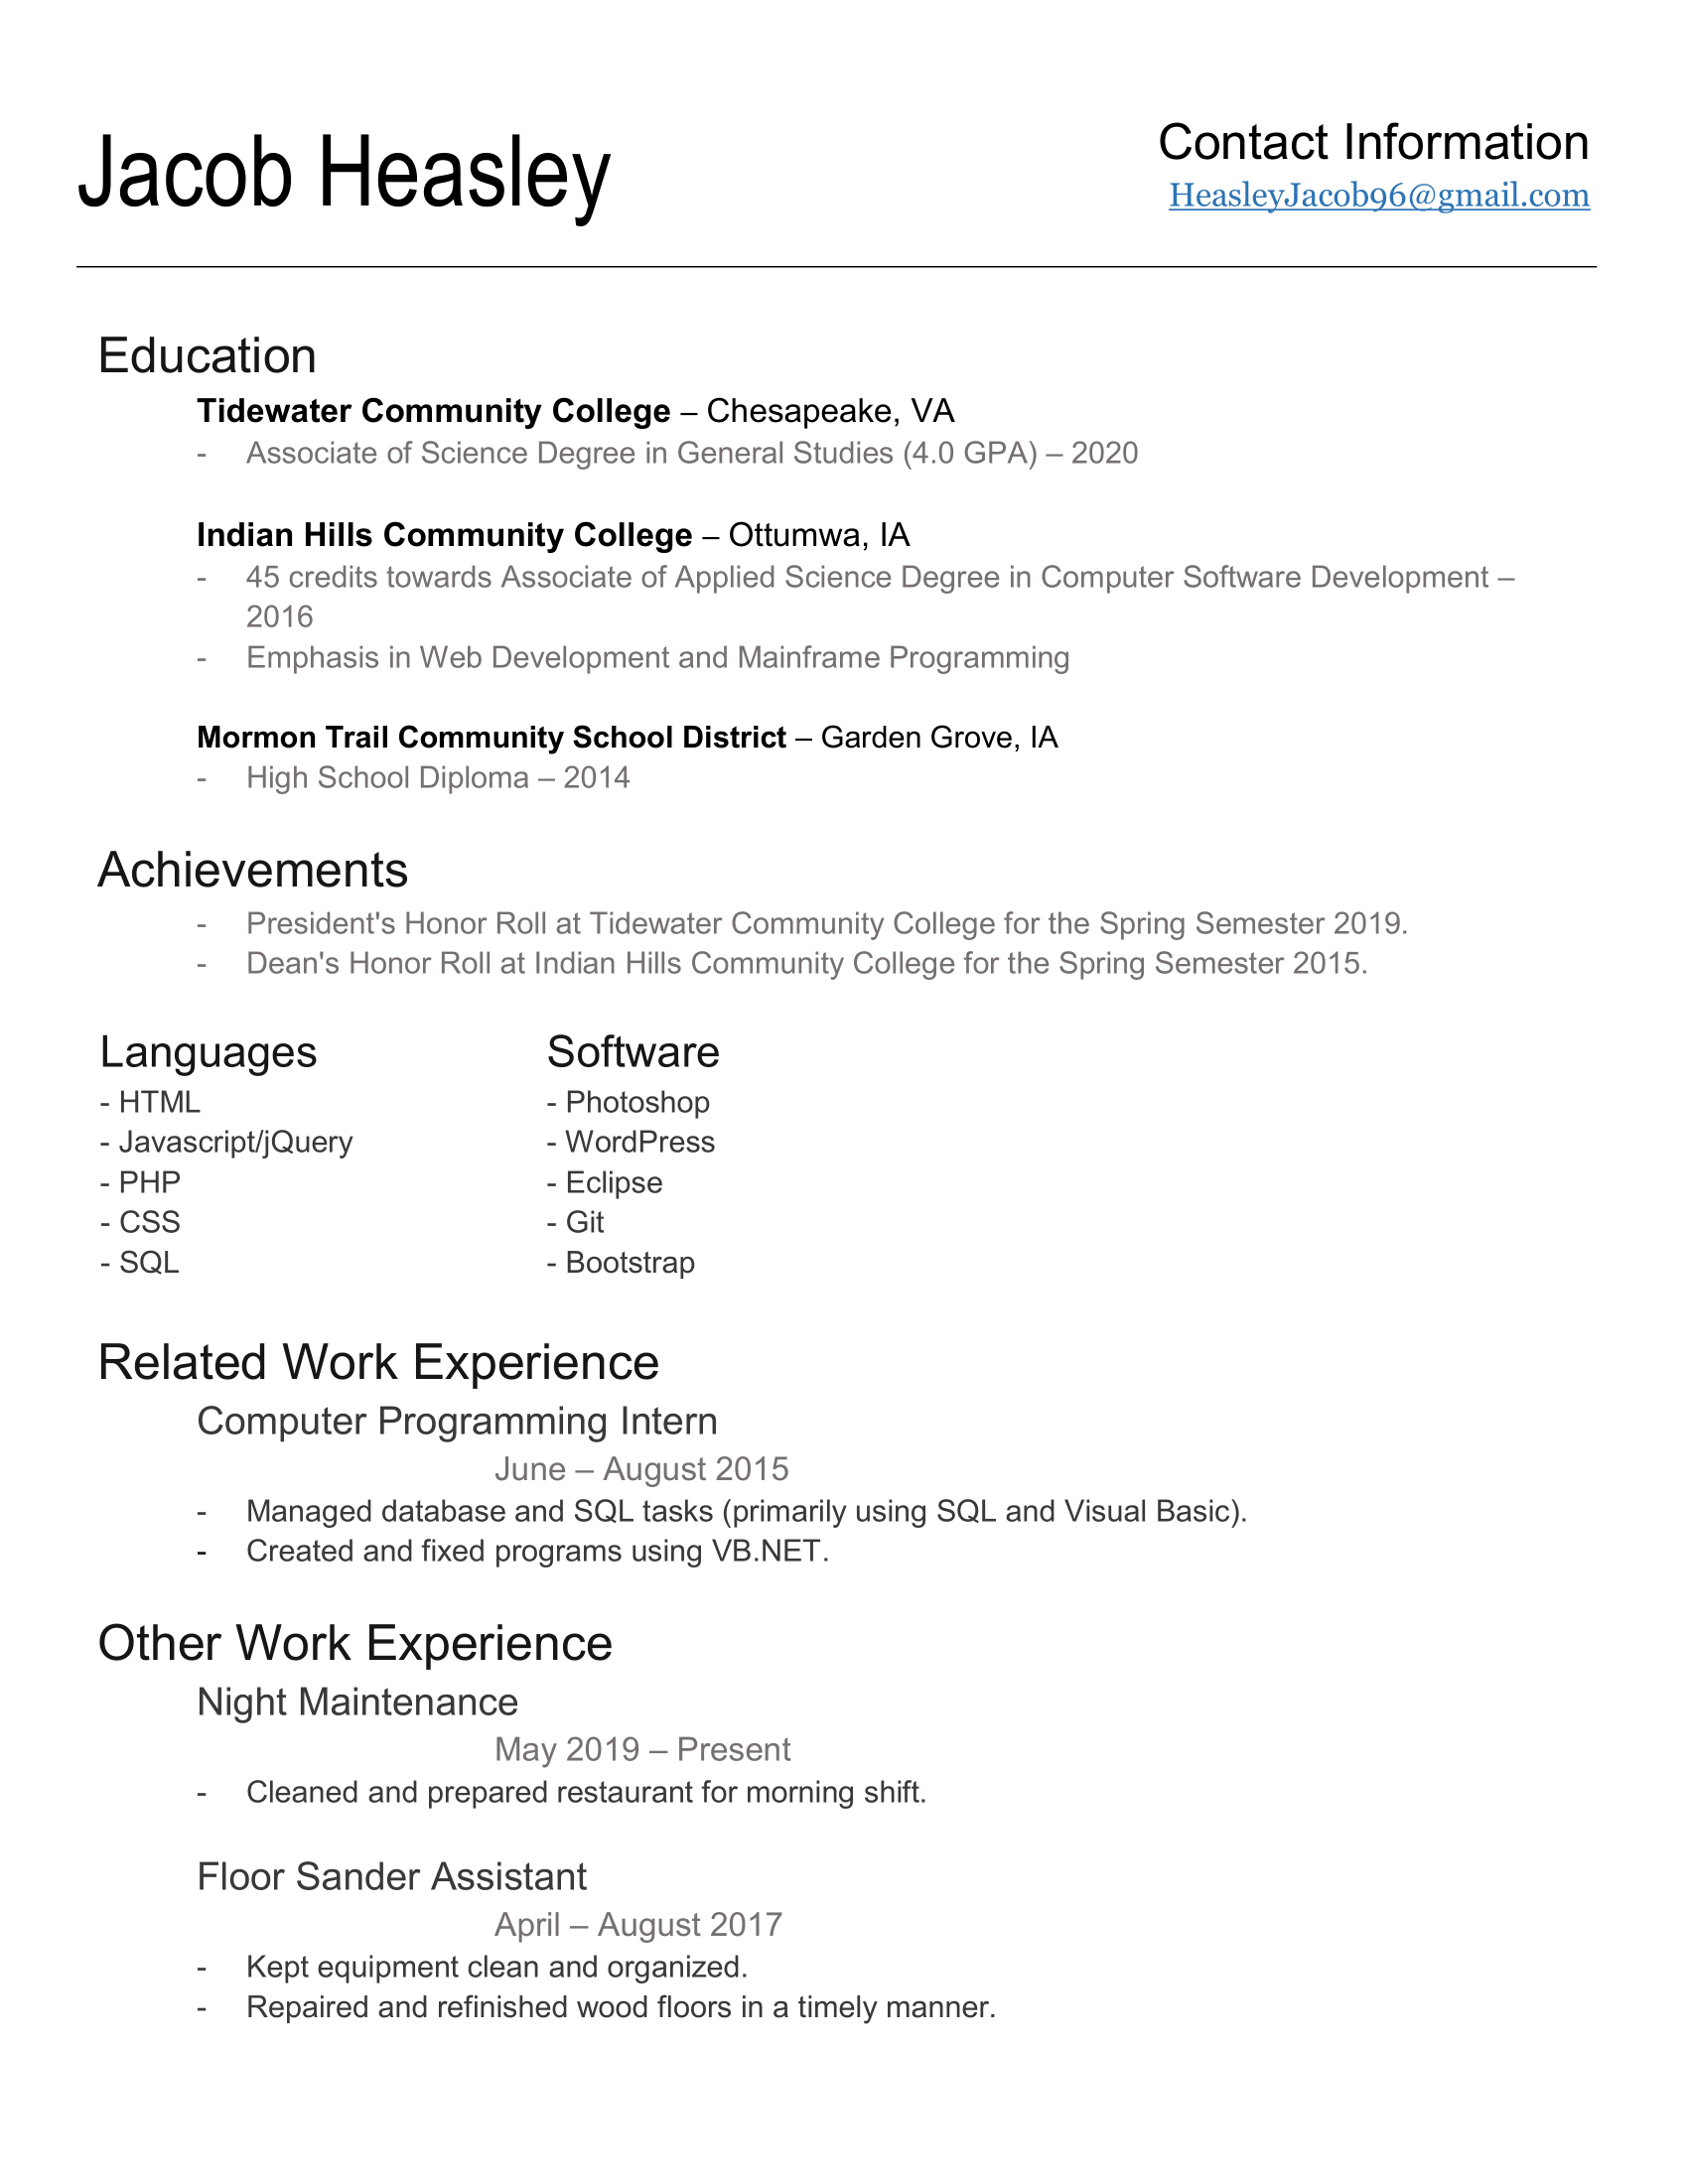 Jacob Heasley
Contact Information
HeasleyJacob96@gmail.com
Education
Tidewater Community College – Chesapeake, VA
- Associate of Science Degree in General Studies (4.0 GPA) – 2020
Indian Hills Community College – Ottumwa, IA
- 45 credits towards Associate of Applied Science Degree in Computer Software Development –
2016
- Emphasis in Web Development and Mainframe Programming
Mormon Trail Community School District – Garden Grove, IA
- High School Diploma – 2014
Achievements
- President's Honor Roll at Tidewater Community College for the Spring Semester 2019.
- Dean's Honor Roll at Indian Hills Community College for the Spring Semester 2015.
Languages
- HTML
- Javascript/jQuery
- PHP
- CSS
- SQL
Software
- Photoshop
- WordPress
- Eclipse
- Git
- Bootstrap
Related Work Experience
Computer Programming Intern
June – August 2015
- Managed database and SQL tasks (primarily using SQL and Visual Basic).
- Created and fixed programs using VB.NET.
Other Work Experience
Night Maintenance
May 2019 – Present
- Cleaned and prepared restaurant for morning shift.
Floor Sander Assistant
April – August 2017
- Kept equipment clean and organized.
- Repaired and refinished wood floors in a timely manner.